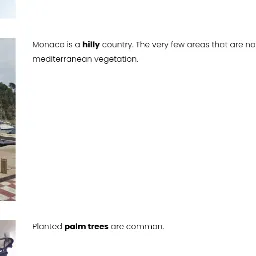 Monaco is a hilly country. The very few areas that are no
mediterranean vegetation.
Planted palm trees are common.